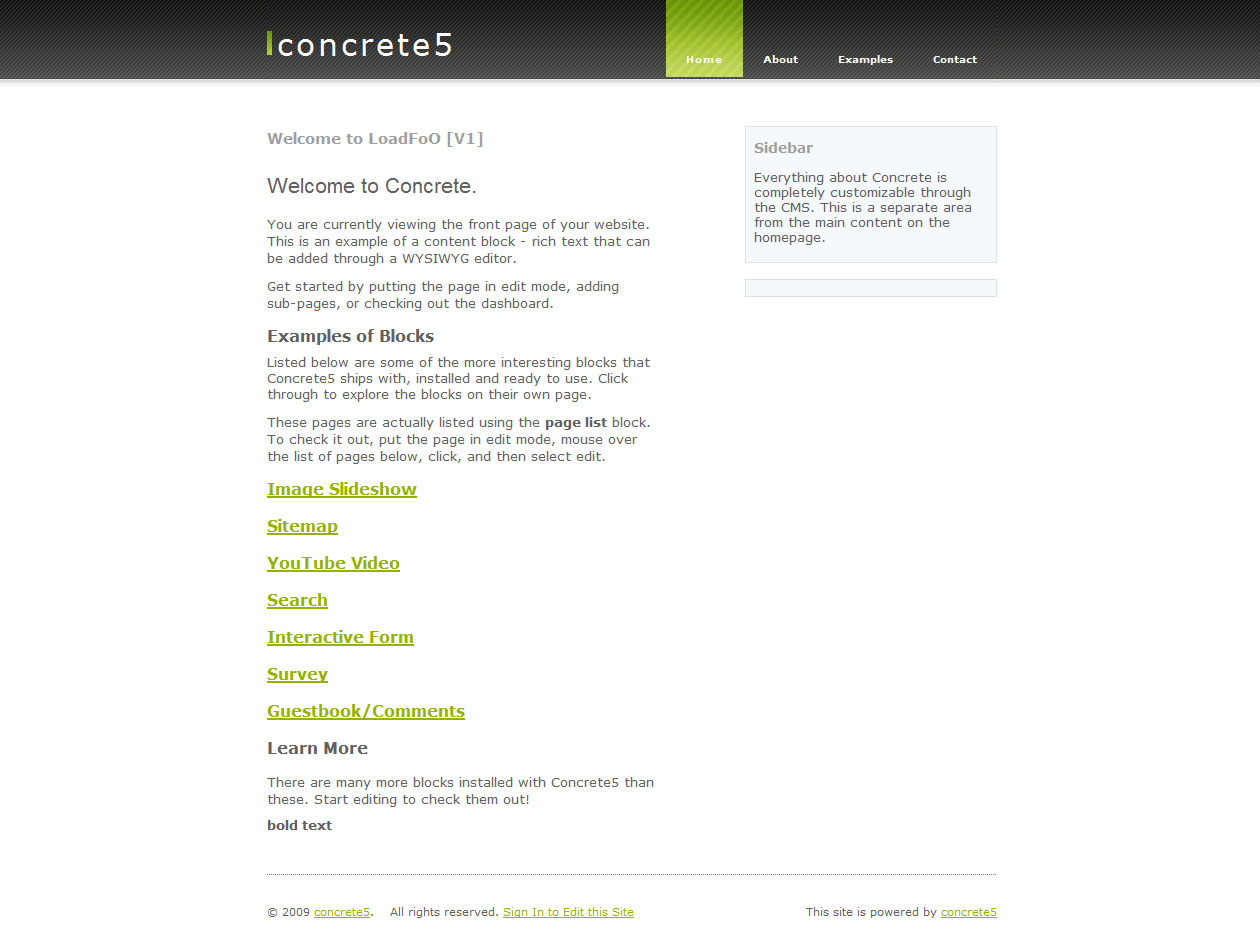 concrete5
Home About Examples Contact
Welcome to LoadFoO [V1]
Welcome to Concrete.
You are currently viewing the front page of your website.
This is an example of a content block - rich text that can
be added through a WYSIWYG editor.
Get started by putting the page in edit mode, adding
sub-pages, or checking out the dashboard.
Examples of Blocks
Listed below are some of the more interesting blocks that
Concrete5 ships with, installed and ready to use. Click
through to explore the blocks on their own page.
These pages are actually listed using the page list block.
To check it out, put the page in edit mode, mouse over
the list of pages below, click, and then select edit.
Image Slideshow
Sitemap
YouTube Video
Search
Interactive Form
Survey
Guestbook/Comments
Learn More
There are many more blocks installed with Concrete5 than
these. Start editing to check them out!
bold text
Sidebar
Everything about Concrete is
completely customizable through
the CMS. This is a separate area
from the main content on the
homepage.
© 2009 concrete5. All rights reserved. Sign In to Edit this Site
This site is powered by concrete5